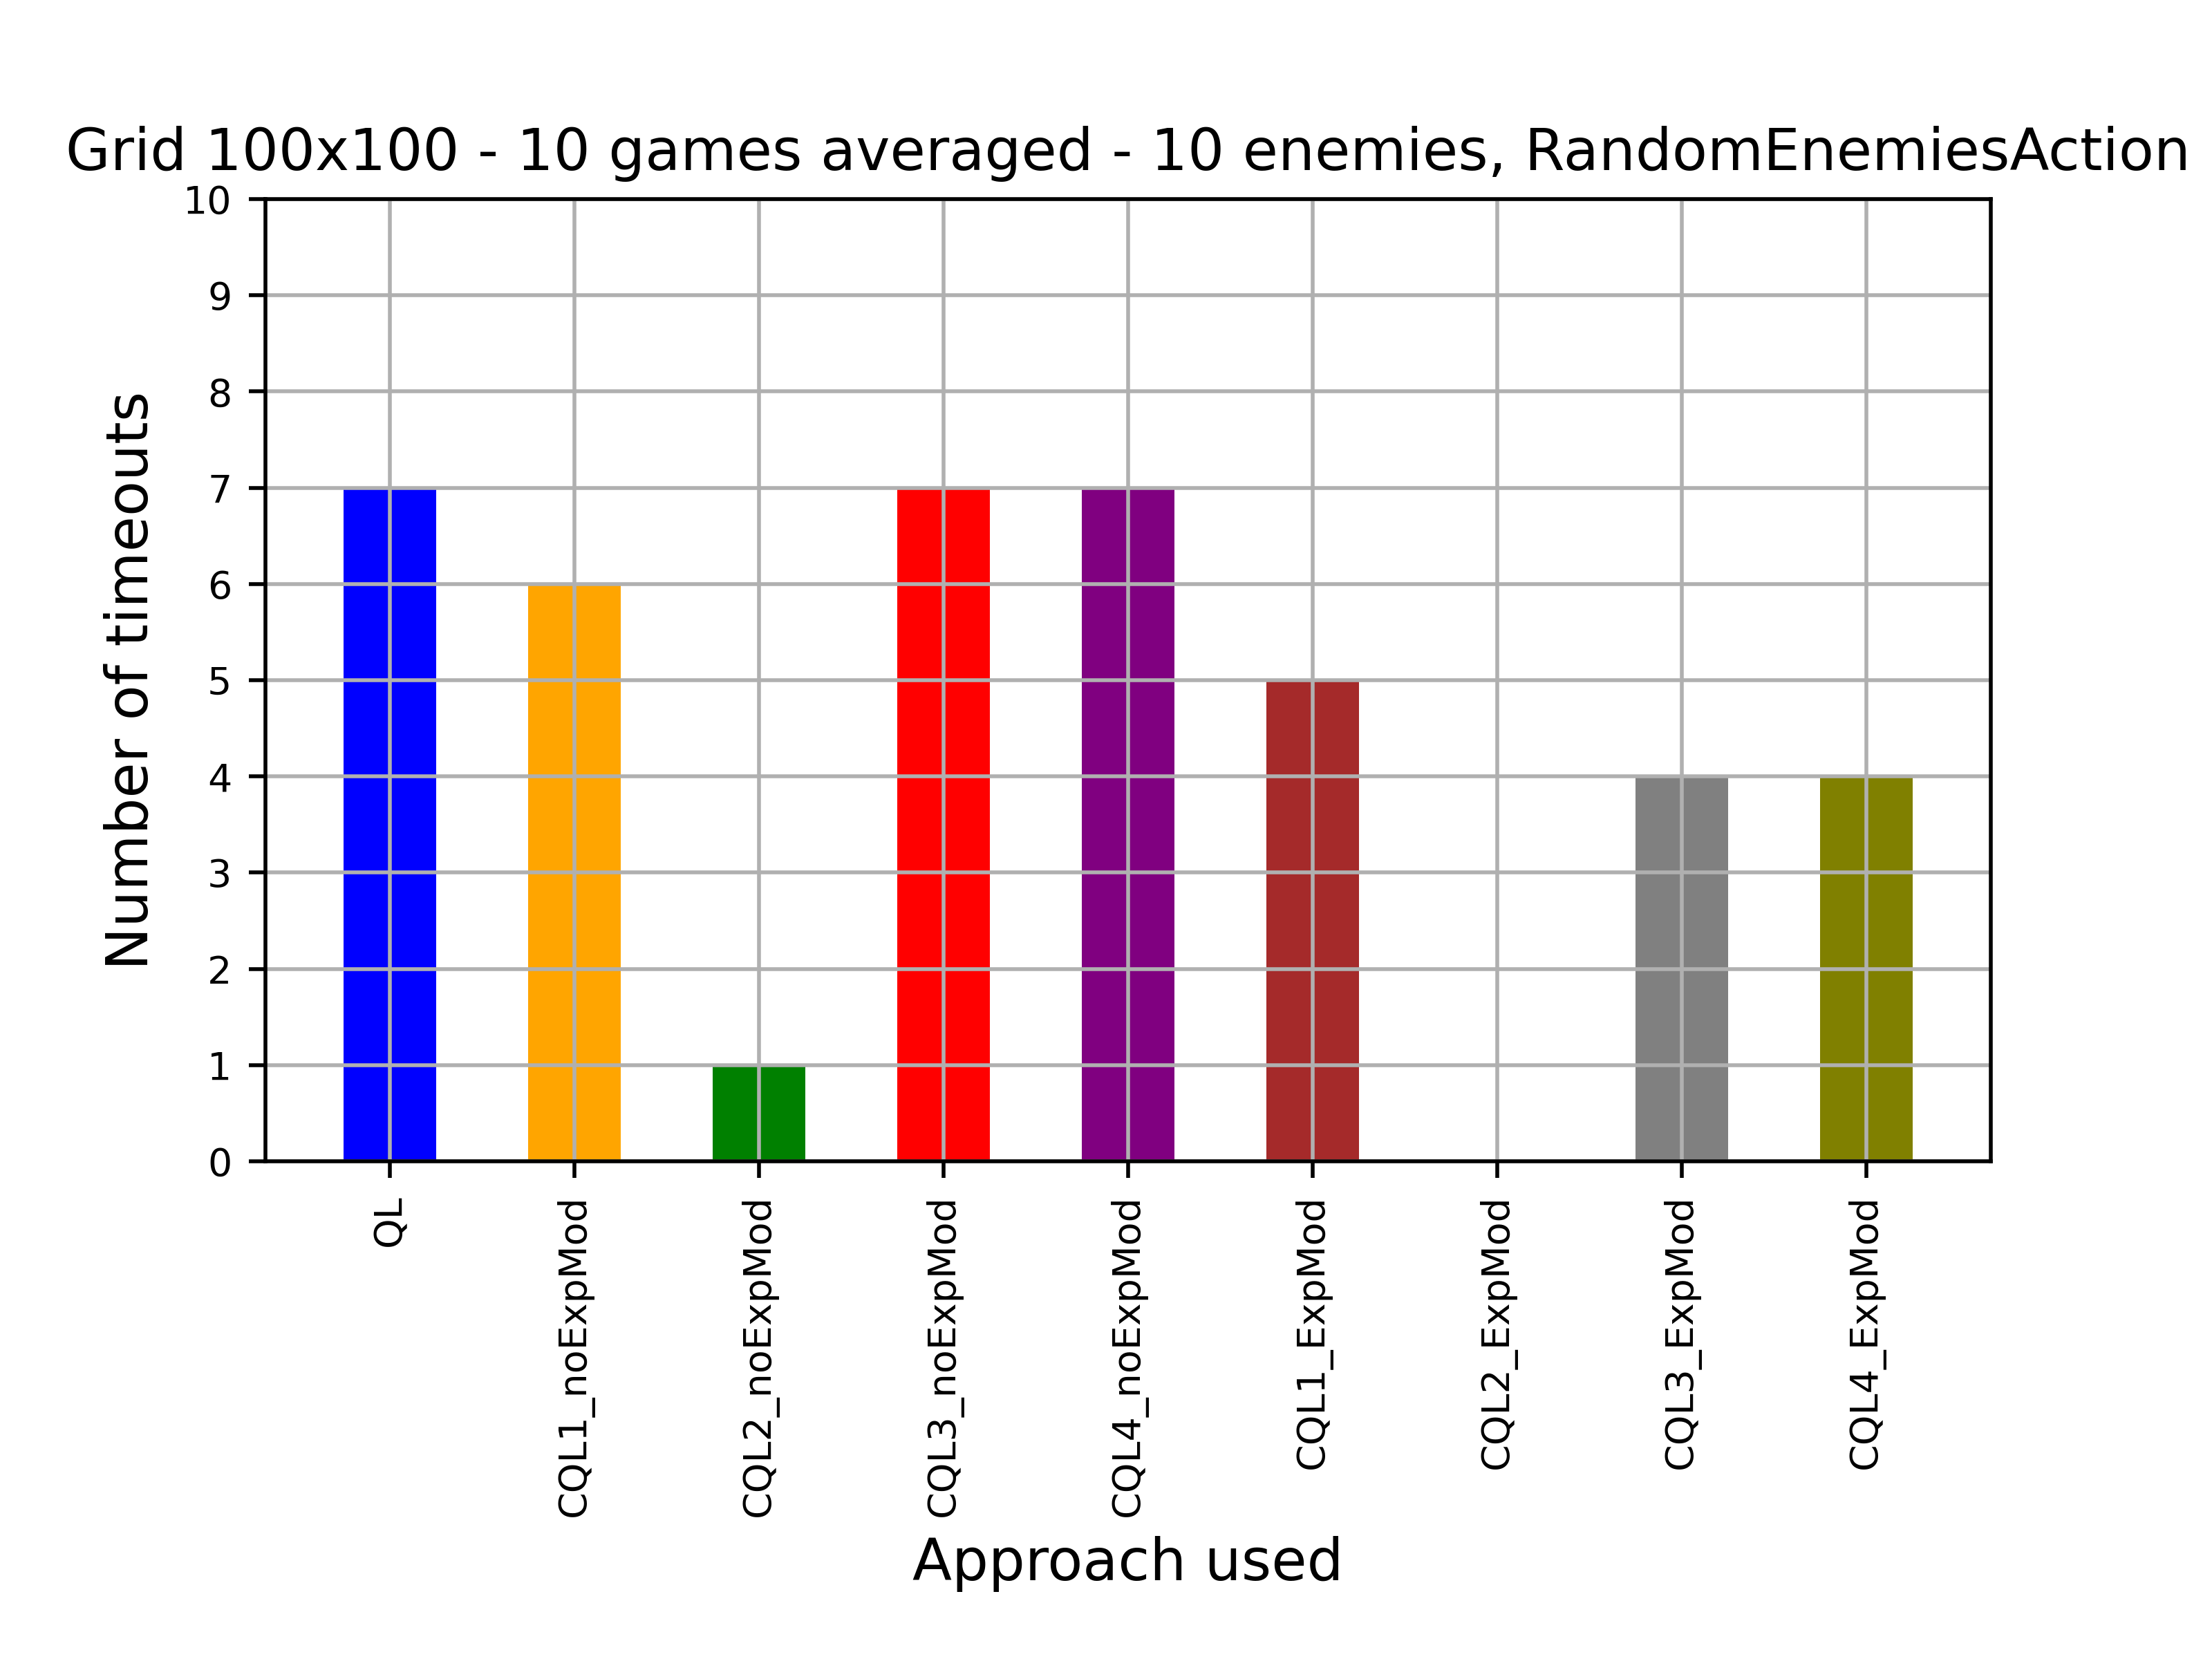 Grid 100x100 - 10 games averaged - 10 enemies, RandomEnemiesAction
Number of timeouts
10
9
8
7
6
5
4
3
2
1
0
QL
CQL1_noExpMod
CQL2_noExpMod
CQL3_noExpMod
CQL4_noExpMod
CQL1_ExpMod
CQL2_ExpMod
CQL3_ExpMod
CQL4_ExpMod
Approach used